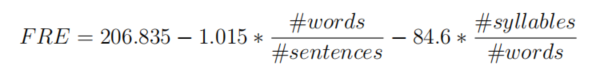 FRE = 206.835 − 1.015 * #words / #sentences − 84.6 * #syllables / #words